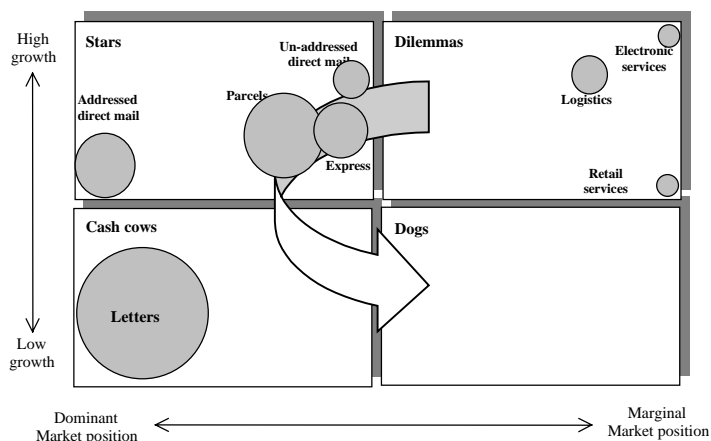 High
growth
Stars
Un-addressed
direct mail
Dilemmas
Electronic
services
Parcels
Addressed
direct mail
Logistics
Express
Retail
services
Cash cows
Dogs
Letters
Low
growth
Dominant
Market position
Marginal
Market position